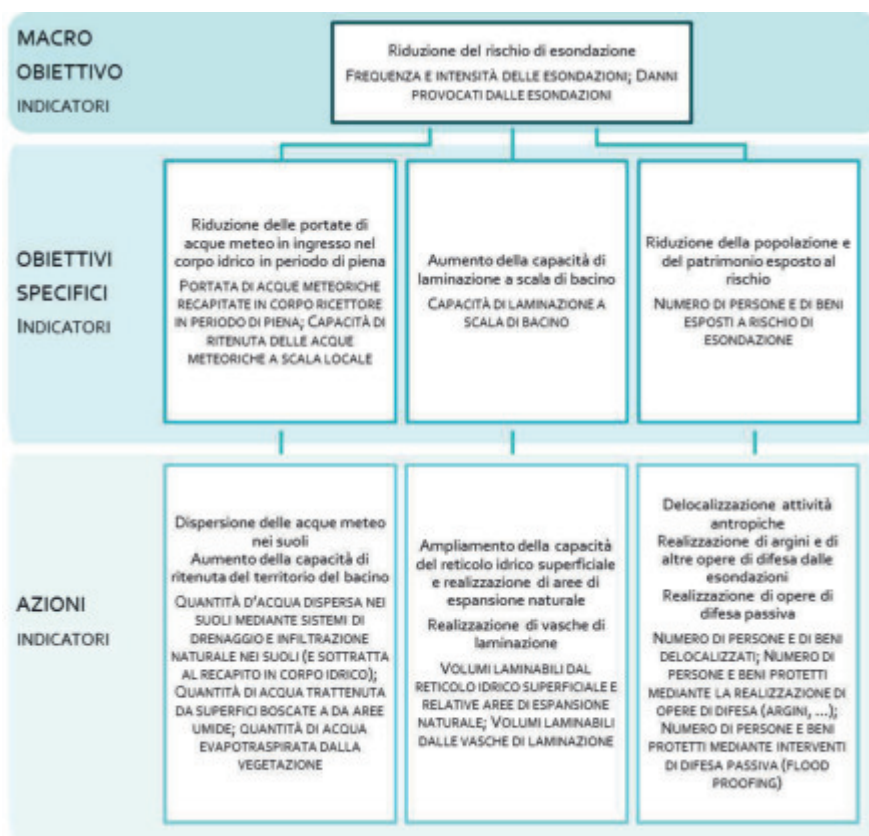 MACRO
OBIETTIVO
INDICATORI
Riduzione del rischio di esondazione
FREQUENZA E INTENSITÀ DELLE ESONDAZIONI; DANNI
PROVOCATI DALLE ESONDAZIONI
OBIETTIVI
SPECIFICI
INDICATORI
Riduzione delle portate di
acque meteo in ingresso nel
corpo idrico in periodo di piena
PORTATA DI ACQUE METEORICHE
RECAPITATE IN CORPO RICETTORE
IN PERIODO DI PIENA; CAPACITÀ DI
RITENUTA DELLE ACQUE
METEORICHE A SCALA LOCALE
Aumento della capacità di
laminazione a scala di bacino
CAPACITÀ DI LAMINAZIONE A
SCALA DI BACINO
Riduzione della popolazione e
del patrimonio esposto al
rischio
NUMERO DI PERSONE E DI BENI
ESPOSTI A RISCHIO DI
ESONDAZIONE
AZIONI
INDICATORI
Dispersione delle acque meteo
nei suoli
Aumento della capacità di
ritenuta del territorio del bacino
QUANTITÀ D'ACQUA DISPERSA NEI
SUOLI MEDIANTE SISTEMI DI
DRENAGGIO E INFILTRAZIONE
NATURALE NEI SUOLI (E SOTTRATTA
AL RECAPITO IN CORPO IDRICO);
QUANTITÀ DI ACQUA TRATTENUTA
DA SUPERFICI BOSCATE A DA AREE
UMIDE; QUANTITÀ DI ACQUA
EVAPOTRASPIRATA DALLA
VEGETAZIONE
Ampliamento della capacità
del reticolo idrico superficiale
e realizzazione di aree di
espansione naturale
Realizzazione di vasche di
laminazione
VOLUMI LAMINABILI DAL
RETICOLO IDRICO SUPERFICIALE E
RELATIVE AREE DI ESPANSIONE
NATURALE; VOLUMI LAMINABILI
DALLE VASCHE DI LAMINAZIONE
Delocalizzazione attività
antropiche
Realizzazione di argini e di
altre opere di difesa dalle
esondazioni
Realizzazione di opere di
difesa passiva
NUMERO DI PERSONE E DI BENI
DELOCALIZZATI; NUMERO DI
PERSONE E BENI PROTETTI
MEDIANTE LA REALIZZAZIONE DI
OPERE DI DIFESA (ARGINI, ...);
NUMERO DI PERSONE E BENI
PROTETTI MEDIANTE INTERVENTI
DI DIFESA PASSIVA (FLOOD
PROOFING)